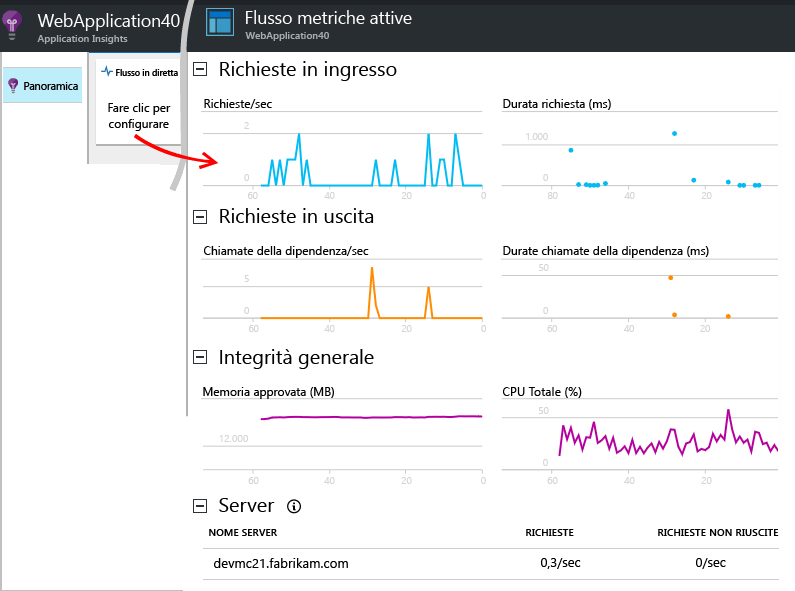 WebApplication40
Application Insights
Flusso metriche attive
WebApplication40
Panoramica
Flusso in diretta
Fare clic per
configurare
Richieste in ingresso
Richieste/sec
2
0
60 40 20 0
Durata richiesta (ms)
1.000
0
80 40 20
Richieste in uscita
Chiamate della dipendenza/sec
5
0
60 40 20 0
Durate chiamate della dipendenza (ms)
50
0
60 40 20
Integrità generale
Memoria approvata (MB)
12.000
60 40 20 0
CPU Totale (%)
50
0
60 40 20
Server
NOME SERVER RICHIESTE RICHIESTE NON RIUSCITE
devmc21.fabrikam.com 0,3/sec 0/sec